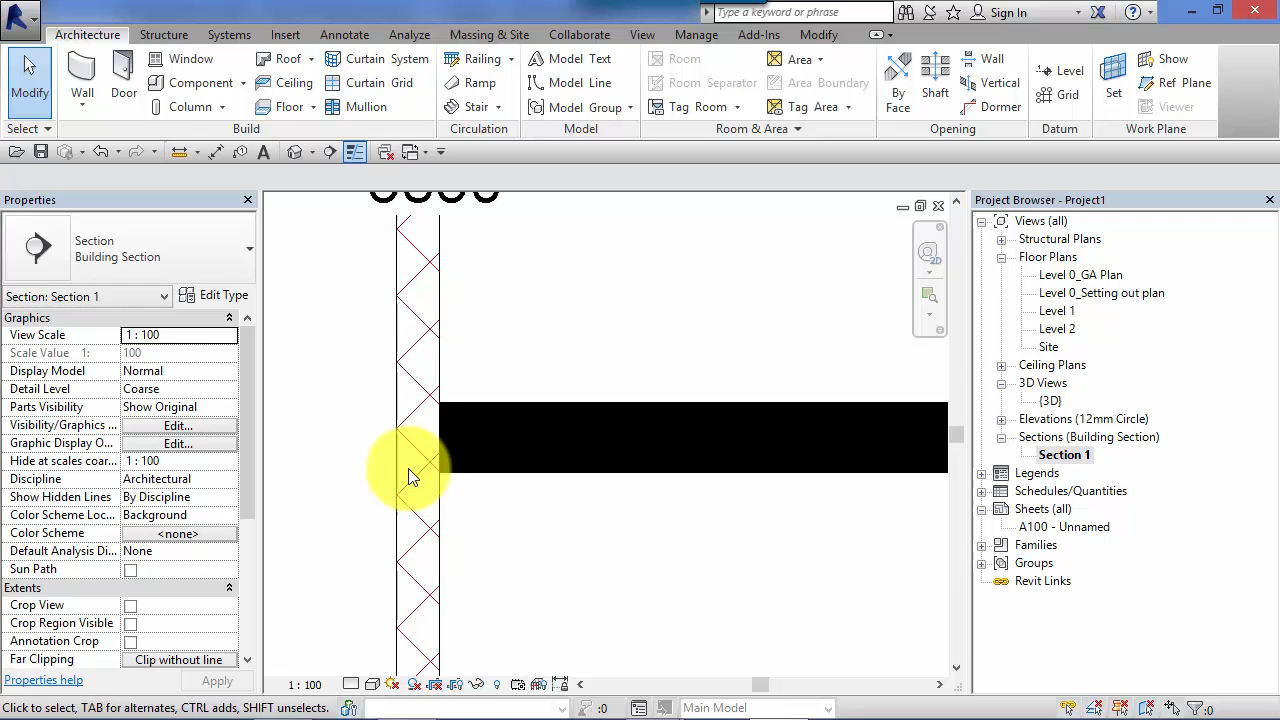 Type a keyword or phrase
Sign In
Architecture Structure Systems Insert Annotate Analyze Massing & Site Collaborate View Manage Add-Ins Modify
Modify
Wall
Door
Window
Component
Column
Roof
Ceiling
Floor
Curtain System
Curtain Grid
Mullion
Railing
Ramp
Stair
Model Text
Model Line
Model Group
Room
Room Separator
Tag Room
Area
Area Boundary
Tag Area
By
Face
Shaft
Wall
Vertical
Dormer
Level
Grid
Set
Show
Ref Plane
Viewer
Select Build Circulation Model Room & Area Opening Datum Work Plane
Properties
Section
Building Section
Section: Section 1
Edit Type
Graphics
View Scale 1 : 100
Scale Value 1: 100
Display Model Normal
Detail Level Coarse
Parts Visibility Show Original
Visibility/Graphics ... Edit...
Graphic Display O... Edit...
Hide at scales coar... 1 : 100
Discipline Architectural
Show Hidden Lines By Discipline
Color Scheme Loc... Background
Color Scheme <none>
Default Analysis Di... None
Sun Path
Extents
Crop View
Crop Region Visible
Annotation Crop
Far Clipping Clip without line
Properties help
Apply
2D
1 : 100
Project Browser - Project1
Views (all)
Structural Plans
Floor Plans
Level 0_GA Plan
Level 0_Setting out plan
Level 1
Level 2
Site
Ceiling Plans
3D Views
{3D}
Elevations (12mm Circle)
Sections (Building Section)
Section 1
Legends
Schedules/Quantities
Sheets (all)
A100 - Unnamed
Families
Groups
Revit Links
Click to select, TAB for alternates, CTRL adds, SHIFT unselects.
:0
Main Model
:0